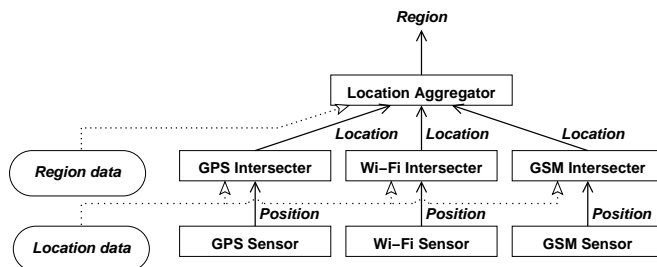 Region
Location Aggregator
Location Location Location
Region data
GPS Intersecter Wi–Fi Intersecter GSM Intersecter
Position Position Position
Location data
GPS Sensor Wi–Fi Sensor GSM Sensor